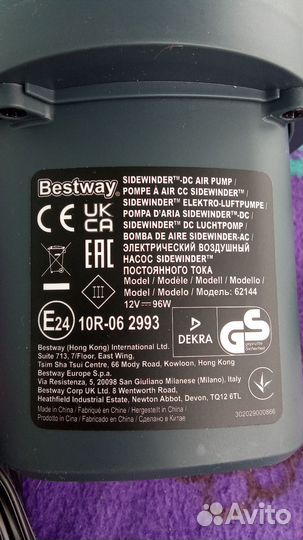 Bestway
SIDEWINDER™-DC AIR PUMP/
POMPE À AIR CC SIDEWINDER™/
SIDEWINDER™ ELEKTRO-LUFTPUMPE/
POMPA D'ARIA SIDEWINDER™-DC/
SIDEWINDER™ DC LUCHTPOMP/
BOMBA DE AIRE SIDEWINDER-AC/
ЭЛЕКТРИЧЕСКИЙ ВОЗДУШНЫЙ
НАСОС SIDEWINDER™
ПОСТОЯННОГО ТОКА
Model / Modèle / Modell / Modello /
Model / Modelo / Модель: 62144
12V 96W
CE UK CA
EAC III
E24 10R-06 2993
DEKRA
GS
geprüfte Sicherheit
Bestway (Hong Kong) International Ltd.
Suite 713, 7/Floor, East Wing,
Tsim Sha Tsui Centre, 66 Mody Road, Kowloon, Hong Kong
Bestway Europe S.p.a.
Via Resistenza, 5, 20098 San Giuliano Milanese (Milano), Italy
Bestway Corp UK Ltd. 8 Wentworth Road,
Heathfield Industrial Estate, Newton Abbot, Devon, TQ12 6TL
Made in China / Fabriqué en Chine / Hergestellt in China /
Prodotto in Cina / Fabricado en China / Сделано в Китае
302029000866
Avito